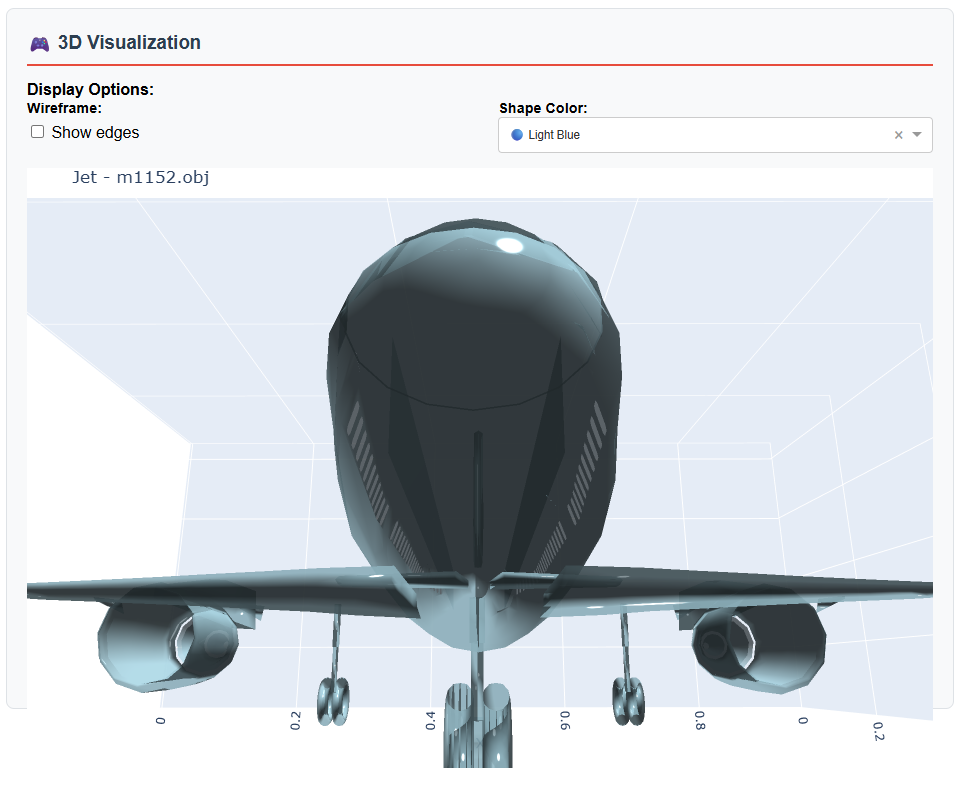 3D Visualization
Display Options:
Wireframe:
Show edges
Shape Color:
Light Blue
Jet - m1152.obj
0
0.2
0.4
0.6
0.8
0
0.2